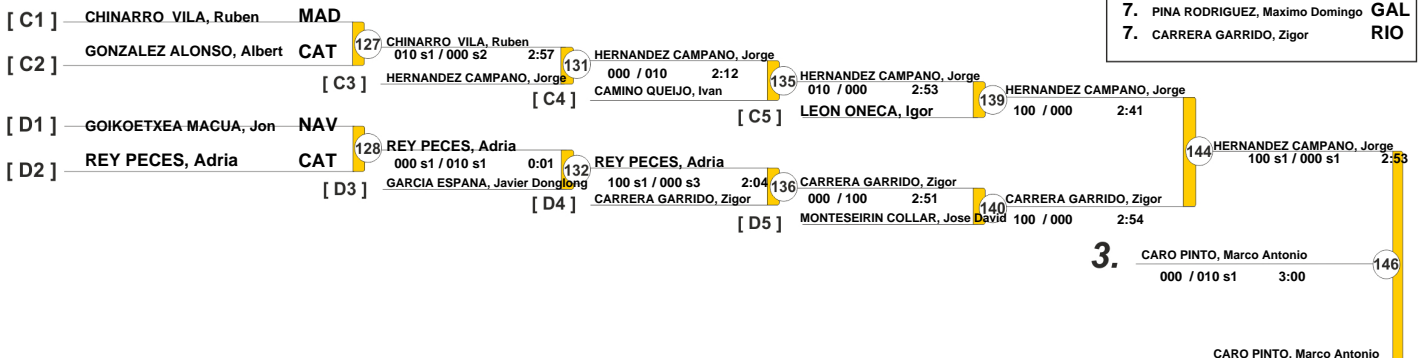 7. PINA RODRIGUEZ, Maximo Domingo GAL
7. CARRERA GARRIDO, Zigor RIO
[ C1 ] CHINARRO VILA, Ruben MAD
[ C2 ] GONZALEZ ALONSO, Albert CAT
127
CHINARRO VILA, Ruben
010 s1 / 000 s2 2:57
[ C3 ] HERNANDEZ CAMPANO, Jorge
131
HERNANDEZ CAMPANO, Jorge
000 / 010 2:12
[ C4 ] CAMINO QUEIJO, Ivan
135
HERNANDEZ CAMPANO, Jorge
010 / 000 2:53
[ C5 ] LEON ONECA, Igor
139
HERNANDEZ CAMPANO, Jorge
100 / 000 2:41
[ D1 ] GOIKOETXEA MACUA, Jon NAV
[ D2 ] REY PECES, Adria CAT
128
REY PECES, Adria
000 s1 / 010 s1 0:01
[ D3 ] GARCIA ESPANA, Javier Donglong
132
REY PECES, Adria
100 s1 / 000 s3 2:04
[ D4 ] CARRERA GARRIDO, Zigor
136
CARRERA GARRIDO, Zigor
000 / 100 2:51
[ D5 ] MONTESEIRIN COLLAR, Jose David
140
CARRERA GARRIDO, Zigor
100 / 000 2:54
144
HERNANDEZ CAMPANO, Jorge
100 s1 / 000 s1 2:53
3. CARO PINTO, Marco Antonio
000 / 010 s1 3:00
146
CARO PINTO, Marco Antonio